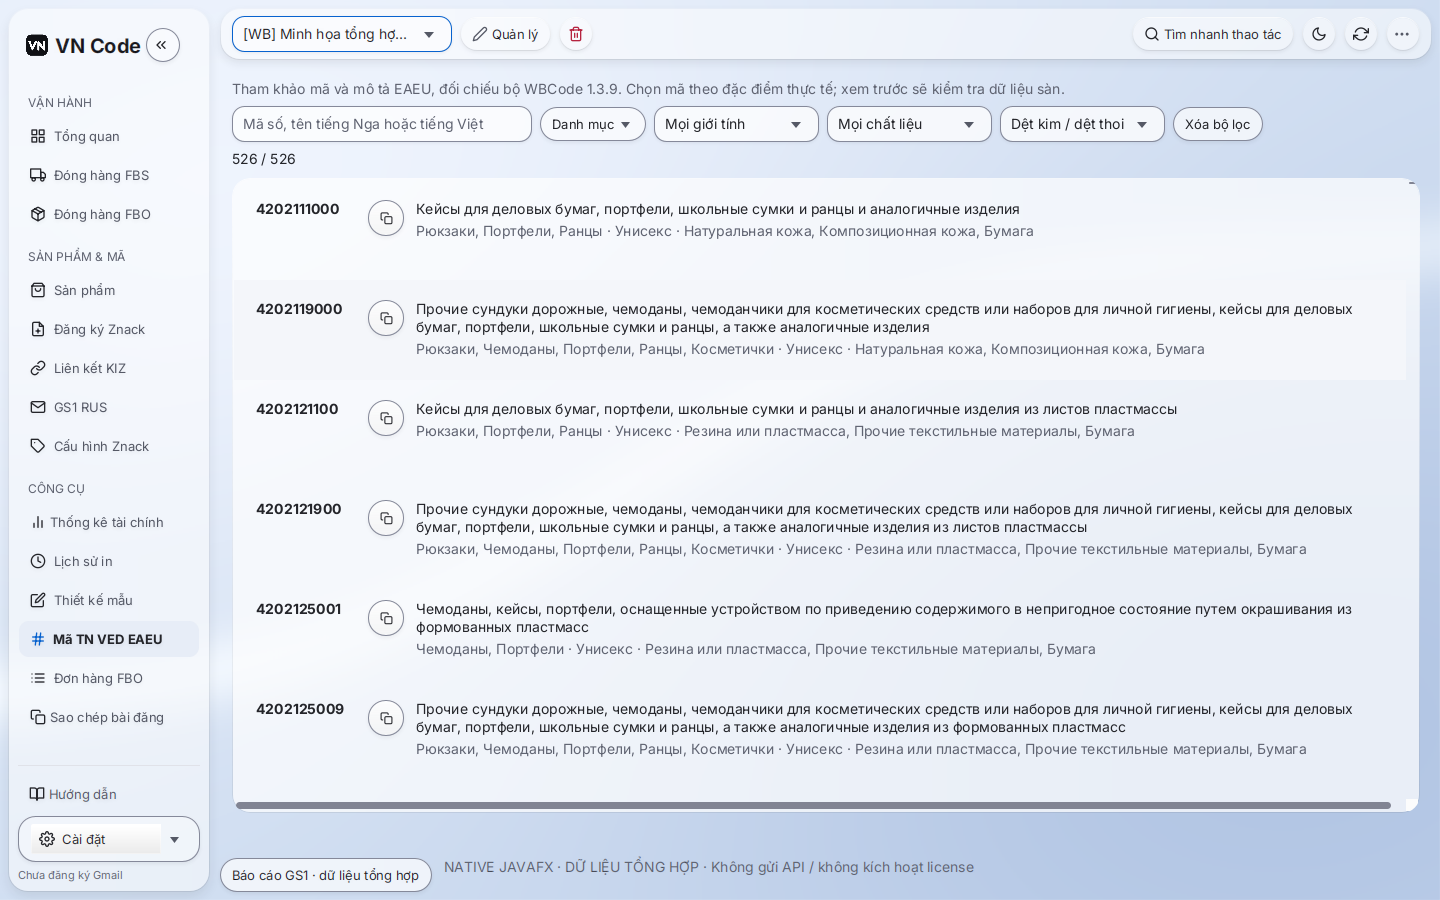 VN VN Code
VẬN HÀNH
Tổng quan
Đóng hàng FBS
Đóng hàng FBO
SẢN PHẨM & MÃ
Sản phẩm
Đăng ký Znack
Liên kết KIZ
GS1 RUS
Cấu hình Znack
CÔNG CỤ
Thống kê tài chính
Lịch sử in
Thiết kế mẫu
Mã TN VED EAEU
Đơn hàng FBO
Sao chép bài đăng
Hướng dẫn
Cài đặt
Chưa đăng ký Gmail
[WB] Minh họa tổng hợ... Quản lý Tìm nhanh thao tác
Tham khảo mã và mô tả EAEU, đối chiếu bộ WBCode 1.3.9. Chọn mã theo đặc điểm thực tế; xem trước sẽ kiểm tra dữ liệu sàn.
Mã số, tên tiếng Nga hoặc tiếng Việt Danh mục Mọi giới tính Mọi chất liệu Dệt kim / dệt thoi Xóa bộ lọc
526 / 526
4202111000 Кейсы для деловых бумаг, портфели, школьные сумки и ранцы и аналогичные изделия
Рюкзаки, Портфели, Ранцы · Унисекс · Натуральная кожа, Композиционная кожа, Бумага
4202119000 Прочие сундуки дорожные, чемоданы, чемоданчики для косметических средств или наборов для личной гигиены, кейсы для деловых
бумаг, портфели, школьные сумки и ранцы, а также аналогичные изделия
Рюкзаки, Чемоданы, Портфели, Ранцы, Косметички · Унисекс · Натуральная кожа, Композиционная кожа, Бумага
4202121100 Кейсы для деловых бумаг, портфели, школьные сумки и ранцы и аналогичные изделия из листов пластмассы
Рюкзаки, Портфели, Ранцы · Унисекс · Резина или пластмасса, Прочие текстильные материалы, Бумага
4202121900 Прочие сундуки дорожные, чемоданы, чемоданчики для косметических средств или наборов для личной гигиены, кейсы для деловых
бумаг, портфели, школьные сумки и ранцы, а также аналогичные изделия из листов пластмассы
Рюкзаки, Чемоданы, Портфели, Ранцы, Косметички · Унисекс · Резина или пластмасса, Прочие текстильные материалы, Бумага
4202125001 Чемоданы, кейсы, портфели, оснащенные устройством по приведению содержимого в непригодное состояние путем окрашивания из
формованных пластмасс
Чемоданы, Портфели · Унисекс · Резина или пластмасса, Прочие текстильные материалы, Бумага
4202125009 Прочие сундуки дорожные, чемоданы, чемоданчики для косметических средств или наборов для личной гигиены, кейсы для деловых
бумаг, портфели, школьные сумки и ранцы, а также аналогичные изделия из формованных пластмасс
Рюкзаки, Чемоданы, Портфели, Ранцы, Косметички · Унисекс · Резина или пластмасса, Прочие текстильные материалы, Бумага
Báo cáo GS1 · dữ liệu tổng hợp NATIVE JAVAFX · DỮ LIỆU TỔNG HỢP · Không gửi API / không kích hoạt license